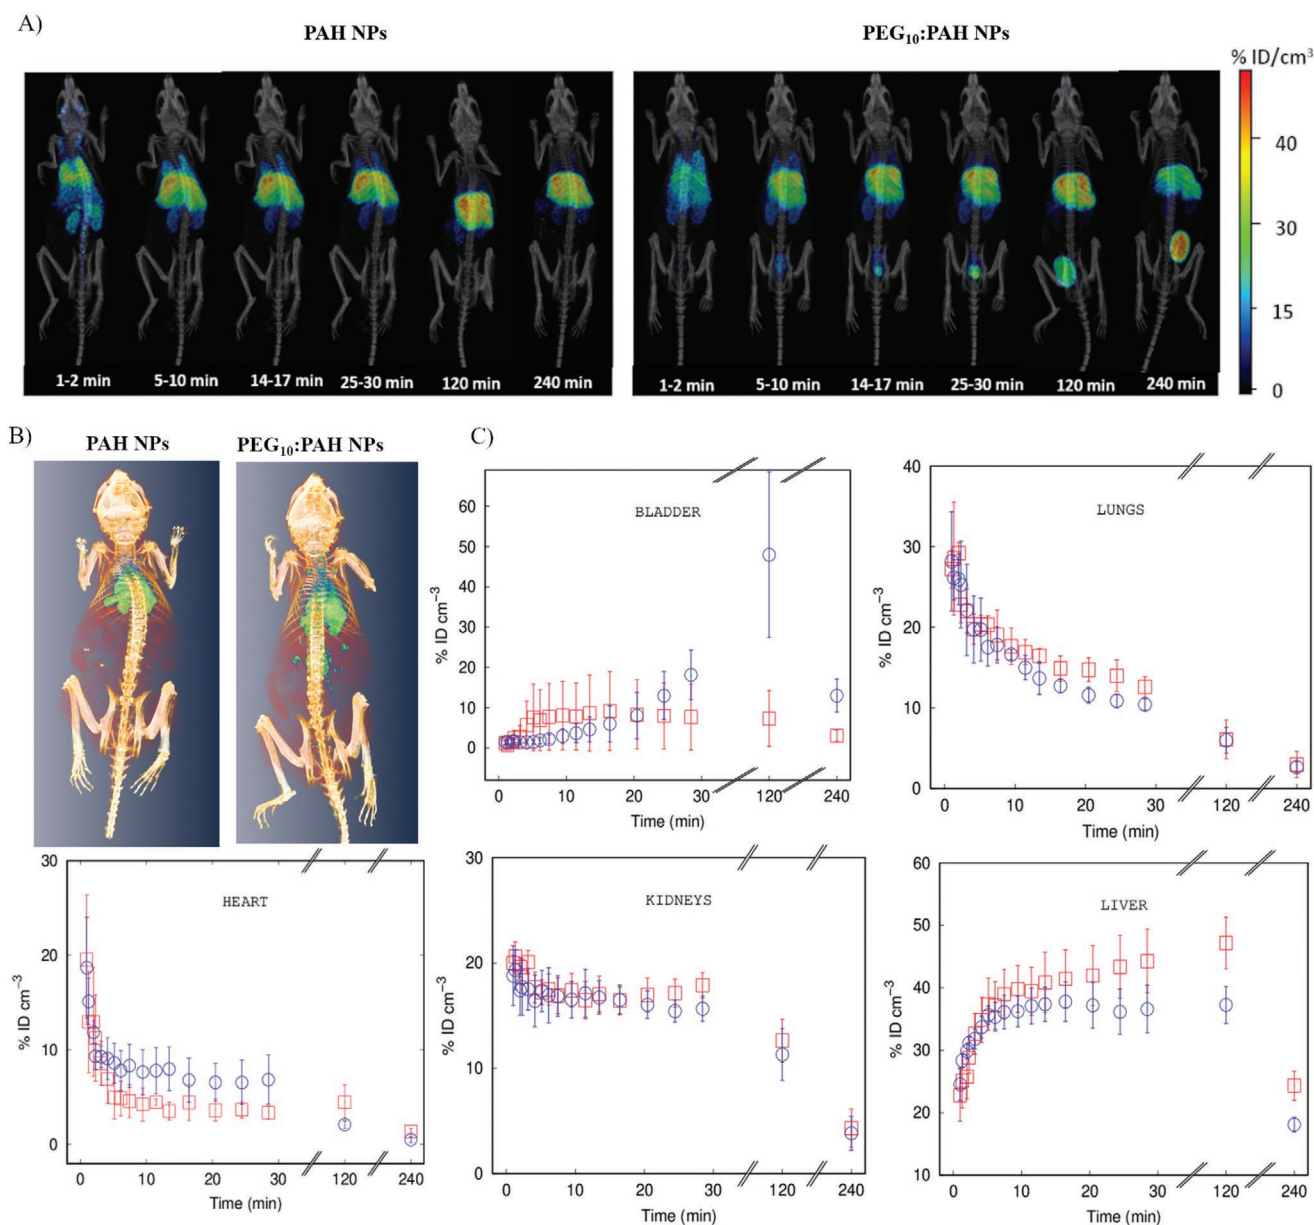 A)
PAH NPs
PEG₁₀:PAH NPs
% ID/cm³
40
30
15
0
1-2 min 5-10 min 14-17 min 25-30 min 120 min 240 min
1-2 min 5-10 min 14-17 min 25-30 min 120 min 240 min
B)
PAH NPs
PEG₁₀:PAH NPs
C)
BLADDER
% ID cm⁻³
60
50
40
30
20
10
0
0 10 20 30 120 240
Time (min)
LUNGS
% ID cm⁻³
40
30
20
10
0
0 10 20 30 120 240
Time (min)
HEART
% ID cm⁻³
30
20
10
0
0 10 20 30 120 240
Time (min)
KIDNEYS
% ID cm⁻³
30
20
10
0
0 10 20 30 120 240
Time (min)
LIVER
% ID cm⁻³
60
50
40
30
20
10
0 10 20 30 120 240
Time (min)